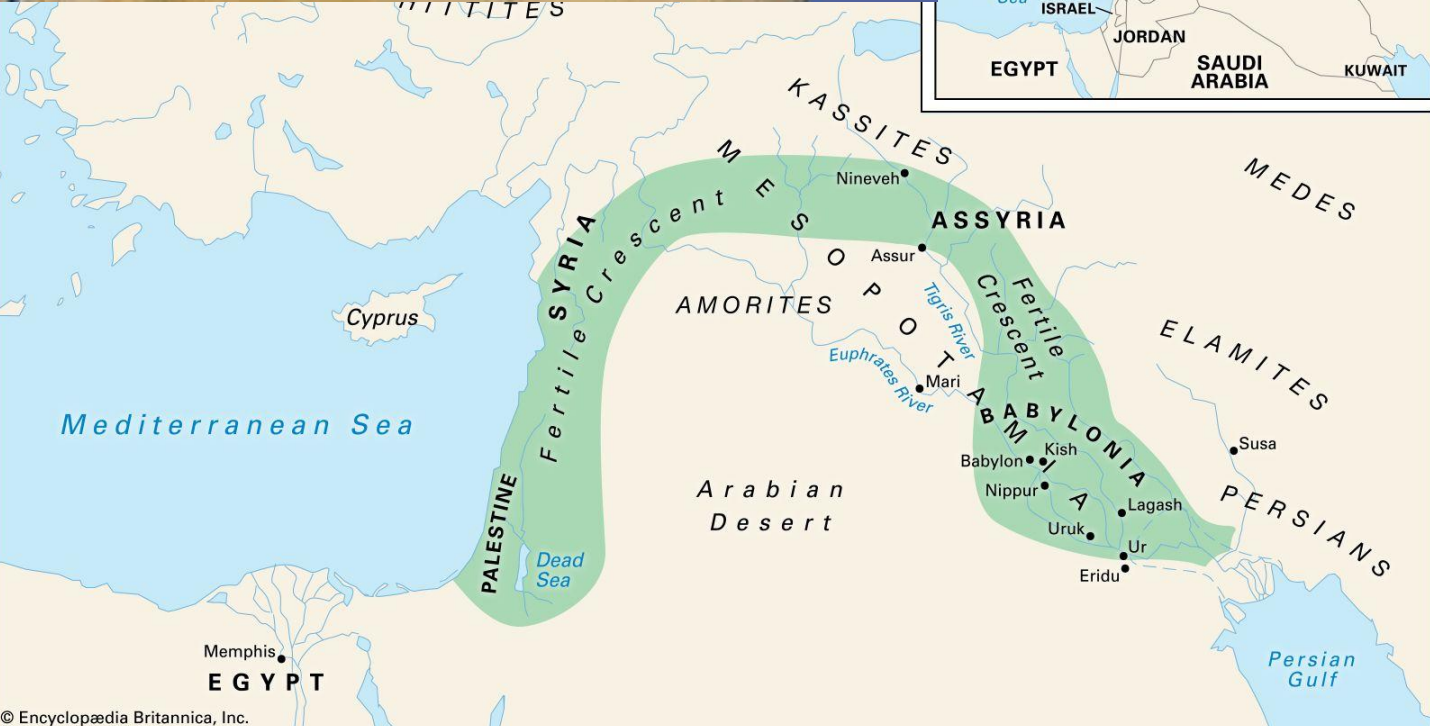 HITTITES
Sea
ISRAEL
JORDAN
EGYPT
SAUDI
ARABIA
KUWAIT
KASSITES
MEDES
MESOPOTAMIA
Nineveh
ASSYRIA
Assur
SYRIA
Fertile Crescent
Fertile
Crescent
Cyprus
AMORITES
Tigris River
Euphrates River
Mari
ELAMITES
Mediterranean Sea
BABYLONIA
Babylon
Kish
Nippur
Susa
Arabian
Desert
Lagash
PERSIANS
Uruk
Ur
Eridu
PALESTINE
Dead
Sea
Memphis
EGYPT
Persian
Gulf
© Encyclopædia Britannica, Inc.